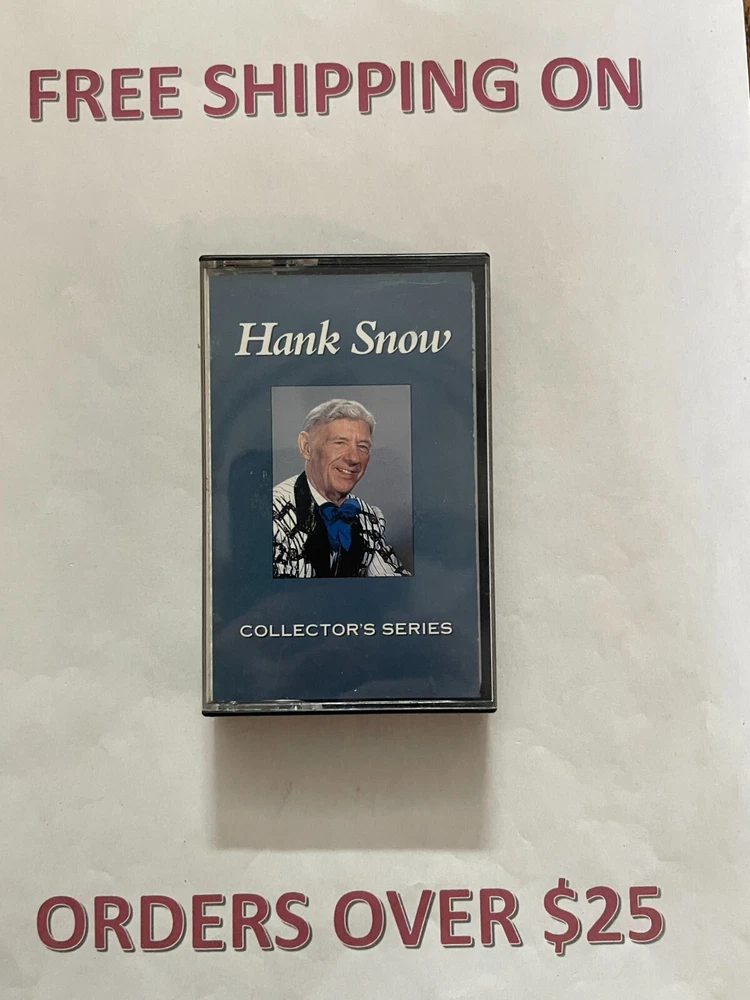 FREE SHIPPING ON
Hank Snow
COLLECTOR'S SERIES
ORDERS OVER $25